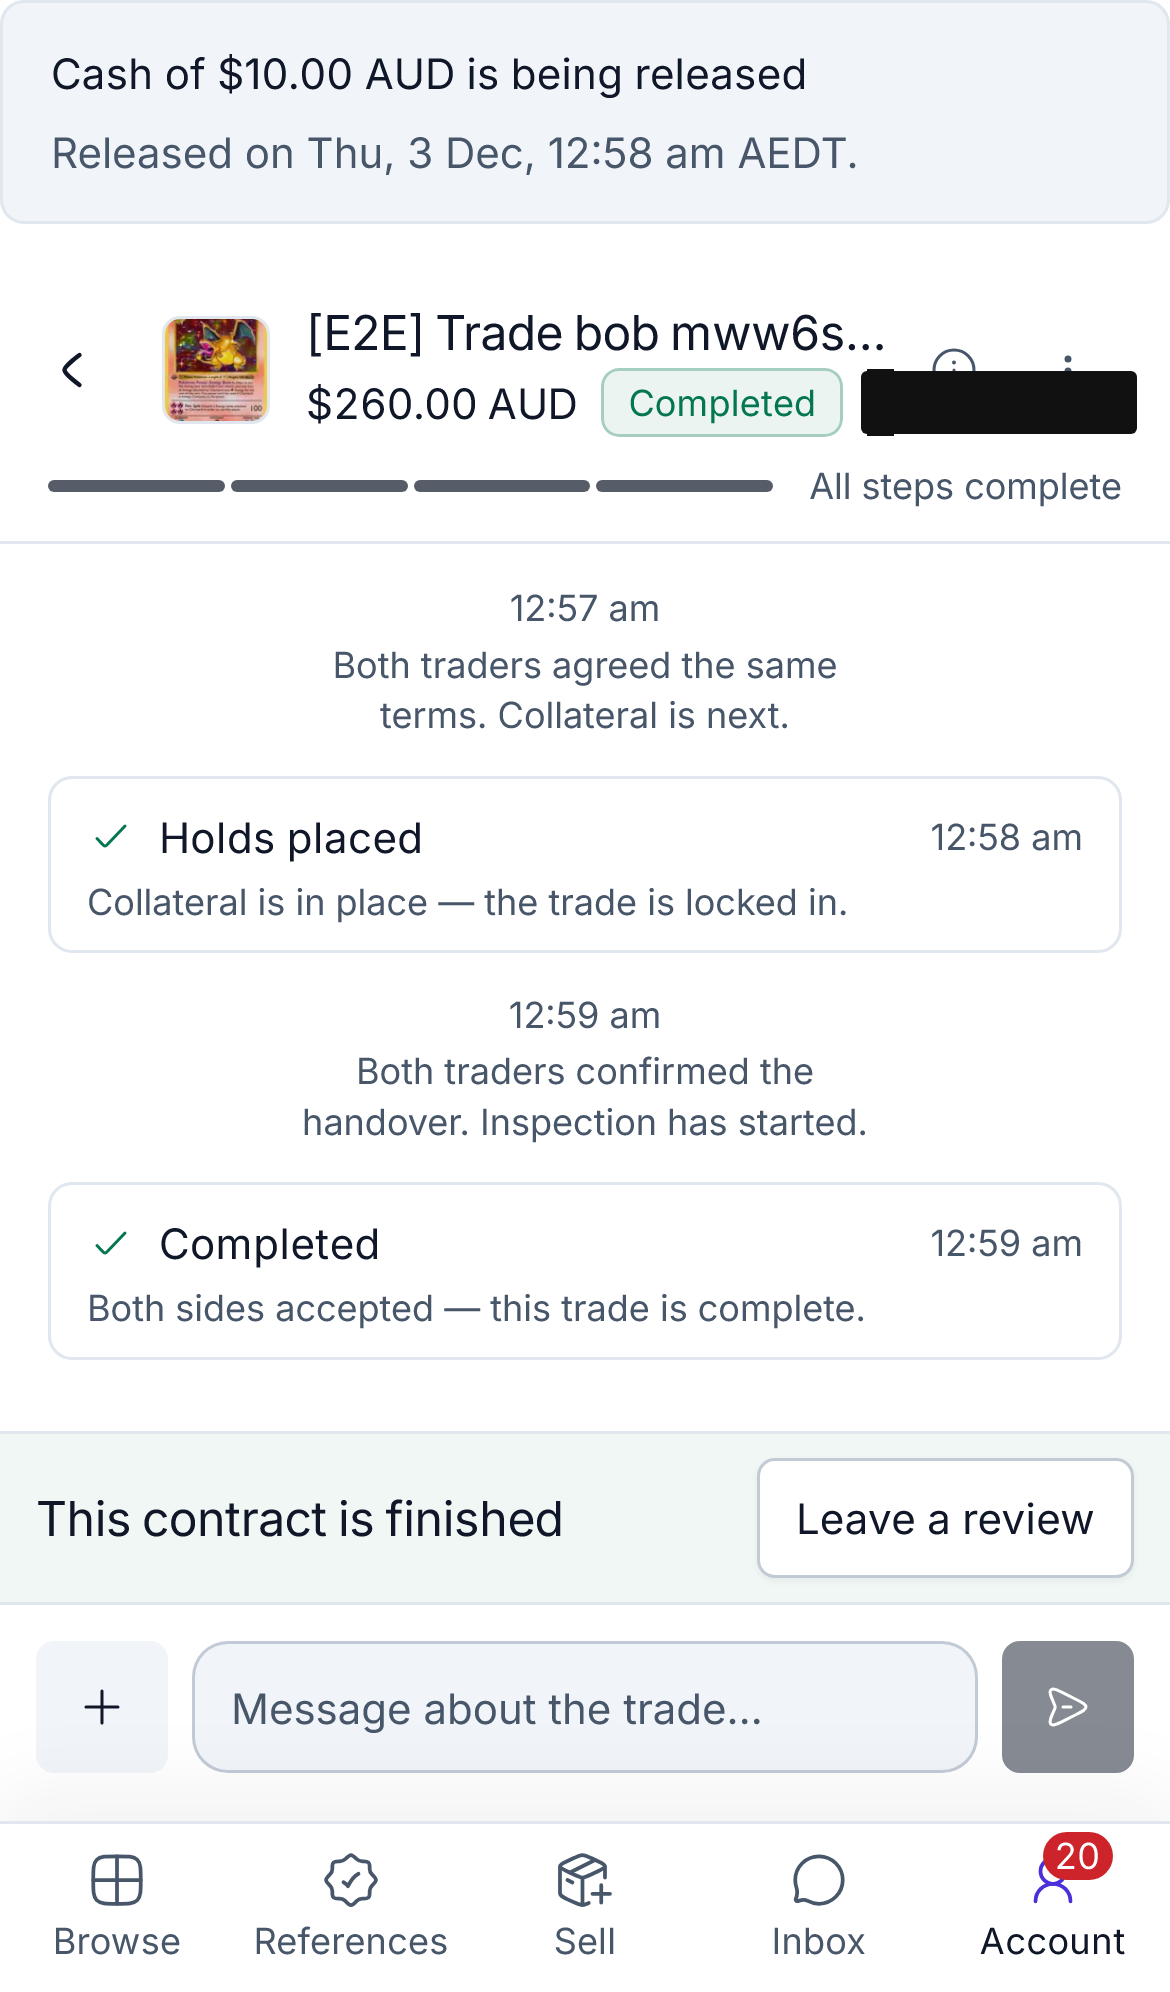 Cash of $10.00 AUD is being released
Released on Thu, 3 Dec, 12:58 am AEDT.
[E2E] Trade bob mww6s...
$260.00 AUD
Completed
All steps complete
12:57 am
Both traders agreed the same
terms. Collateral is next.
Holds placed
12:58 am
Collateral is in place — the trade is locked in.
12:59 am
Both traders confirmed the
handover. Inspection has started.
Completed
12:59 am
Both sides accepted — this trade is complete.
This contract is finished
Leave a review
Message about the trade...
20
Browse
References
Sell
Inbox
Account